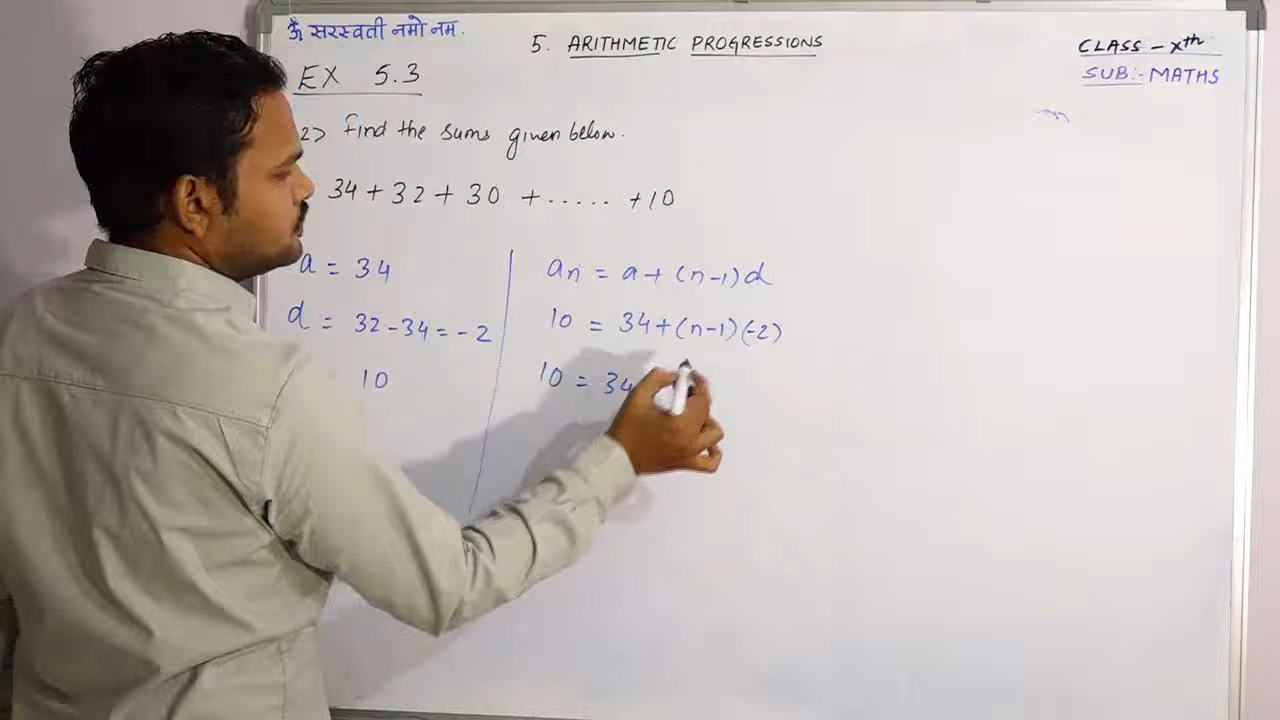 ॐ सरस्वती नमो नम.
5. ARITHMETIC PROGRESSIONS
CLASS - Xth
SUB:- MATHS
EX 5.3
2> Find the sums given below.
34 + 32 + 30 + ..... + 10
a = 34
d = 32 - 34 = -2
10
an = a + (n-1)d
10 = 34 + (n-1)(-2)
10 = 34